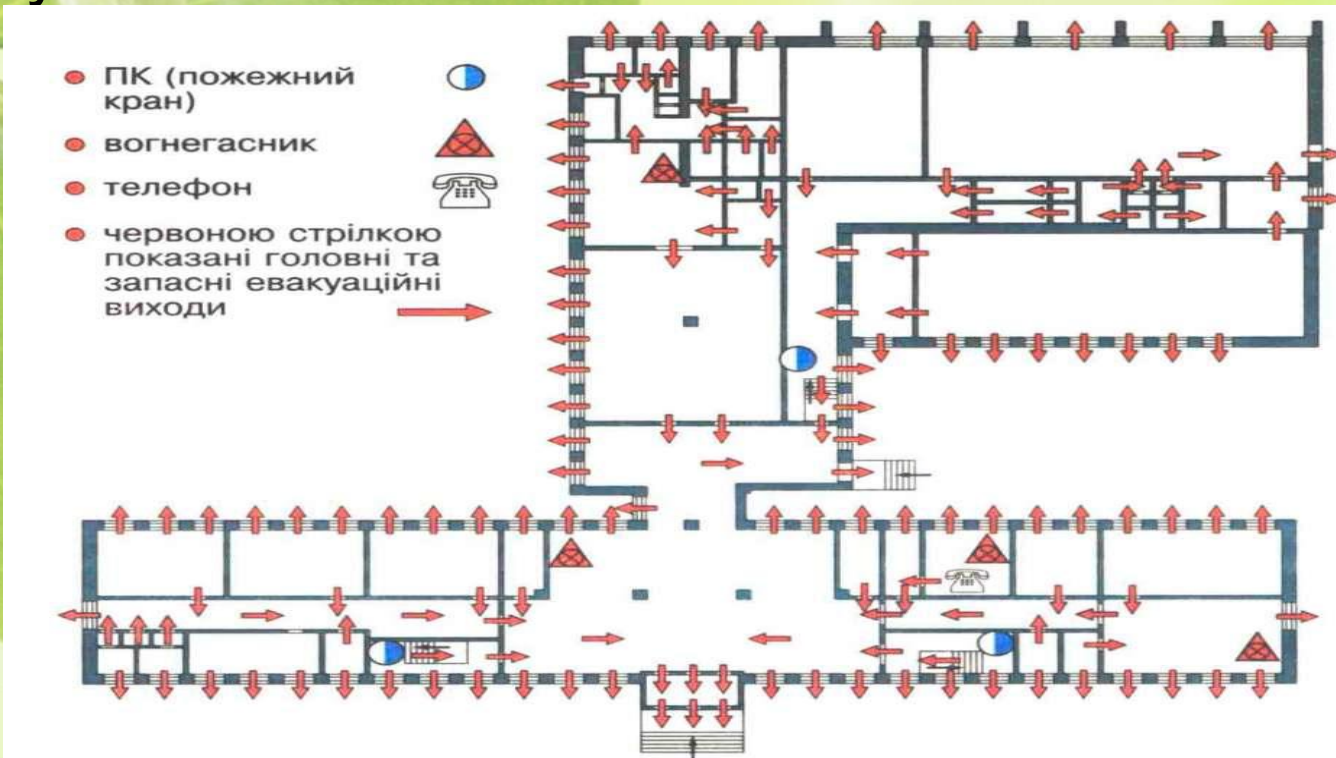 ПК (пожежний
кран)
вогнегасник
телефон
червоною стрілкою
показані головні та
запасні евакуаційні
виходи